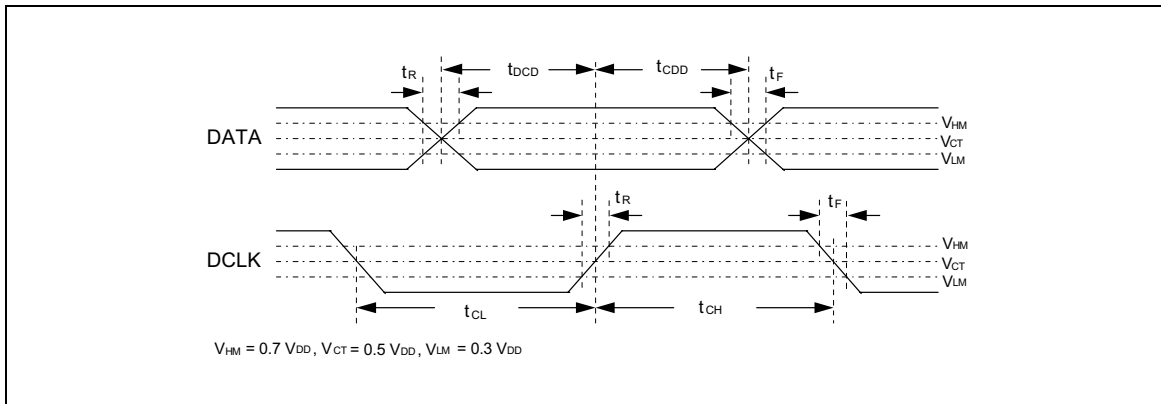 tR tDCD tCDD tF
VHM
DATA VCT
VLM
tR tF
VHM
DCLK VCT
VLM
tCL tCH
VHM = 0.7 VDD, VCT = 0.5 VDD, VLM = 0.3 VDD